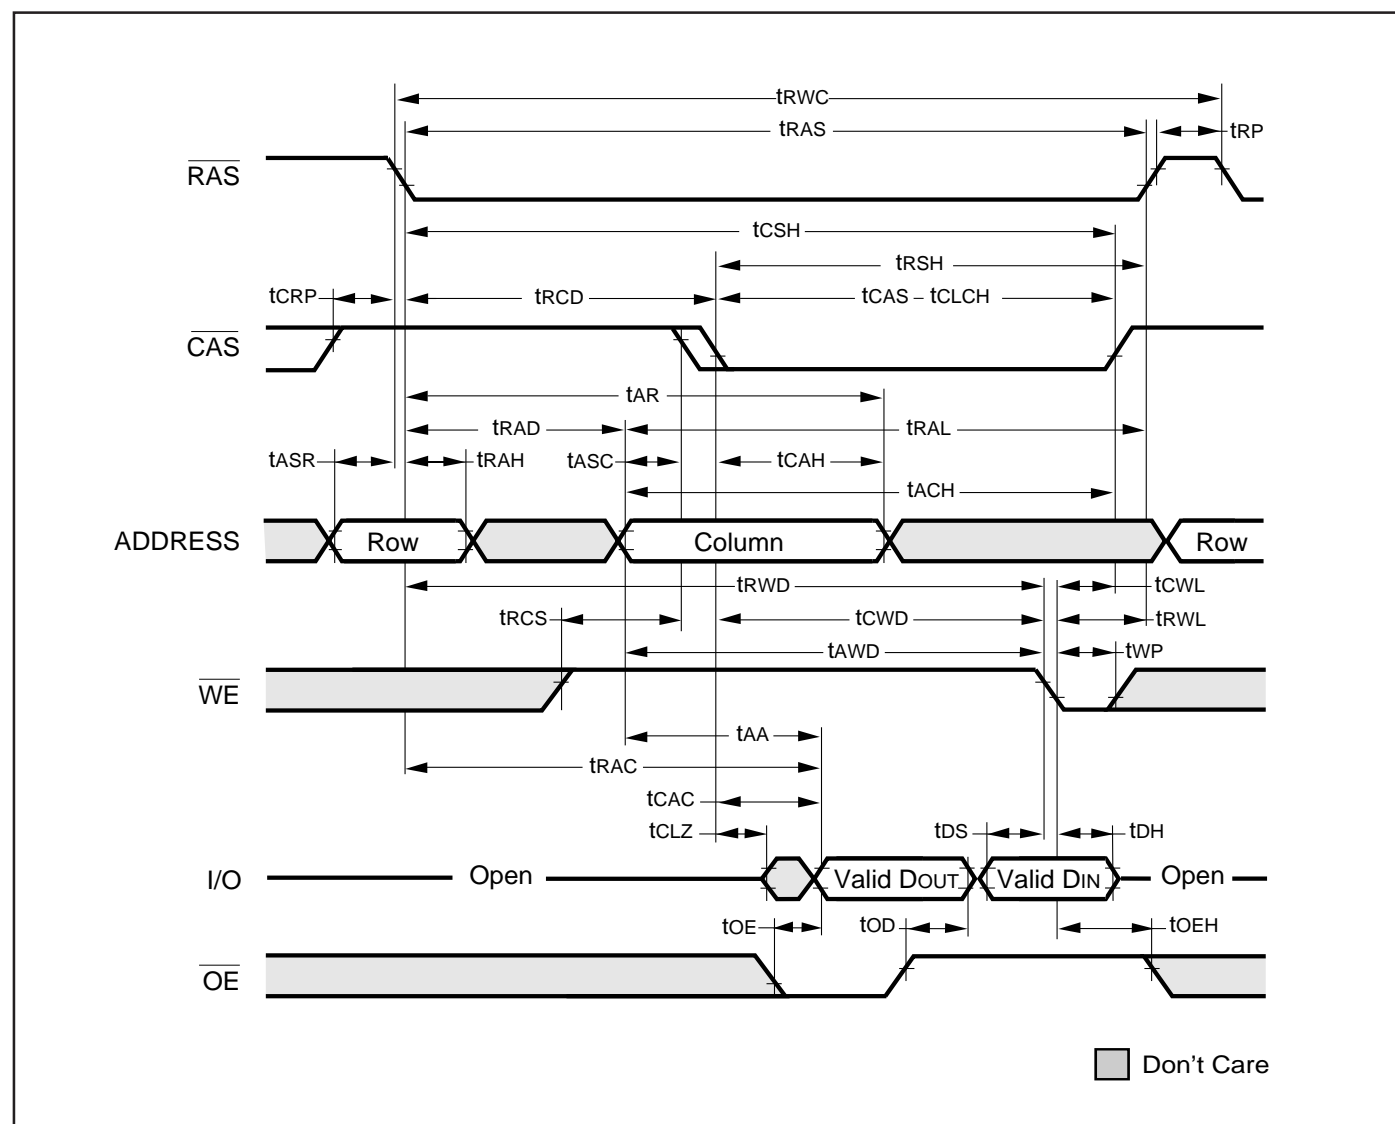 tRWC
tRAS tRP
RAS
tCSH
tRSH
tCRP tRCD tCAS – tCLCH
CAS
tAR
tRAD tRAL
tASR tRAH tASC tCAH
tACH
ADDRESS Row Column Row
tRWD tCWL
tRCS tCWD tRWL
tAWD tWP
WE
tAA
tRAC
tCAC
tCLZ tDS tDH
I/O Open Valid DOUT Valid DIN Open
tOE tOD tOEH
OE
Don't Care